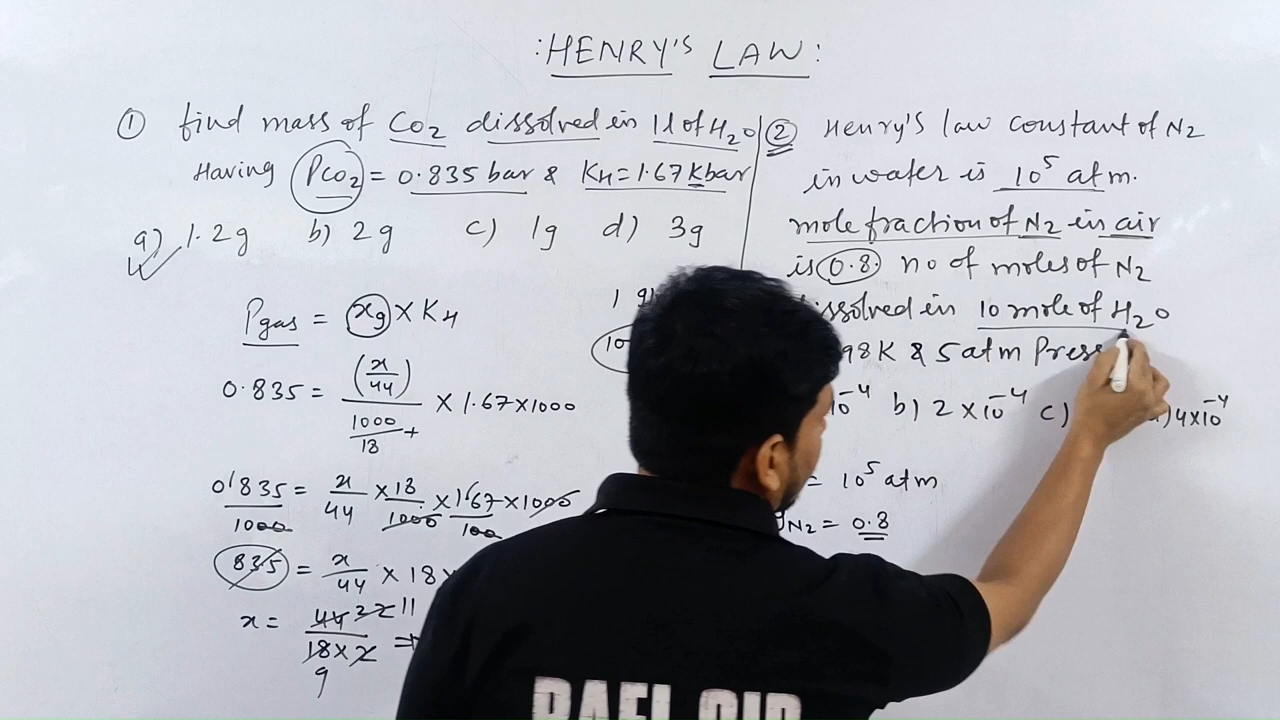 :HENRY'S LAW:
① find mass of CO₂ dissolved in 1l of H₂O
Having PCO₂ = 0.835 bar & KH = 1.67 Kbar
a) 1.2g b) 2g c) 1g d) 3g
Pgas = xg × KH
0.835 = (x/44) / (1000/18 + × 1.67×1000
0.835/1000 = x/44 × 18/1000 × 1.67/100 × 1000
835 = x/44 × 18
x = 44 2 2 11 / 18×2 =
9
② Henry's law constant of N₂
in water is 10⁵ atm.
mole fraction of N₂ in air
is 0.8. no of moles of N₂
dissolved in 10 mole of H₂O
98K & 5 atm Press
10⁻⁴ b) 2×10⁻⁴ c) d) 4×10⁻⁴
= 10⁵ atm
N₂ = 0.8